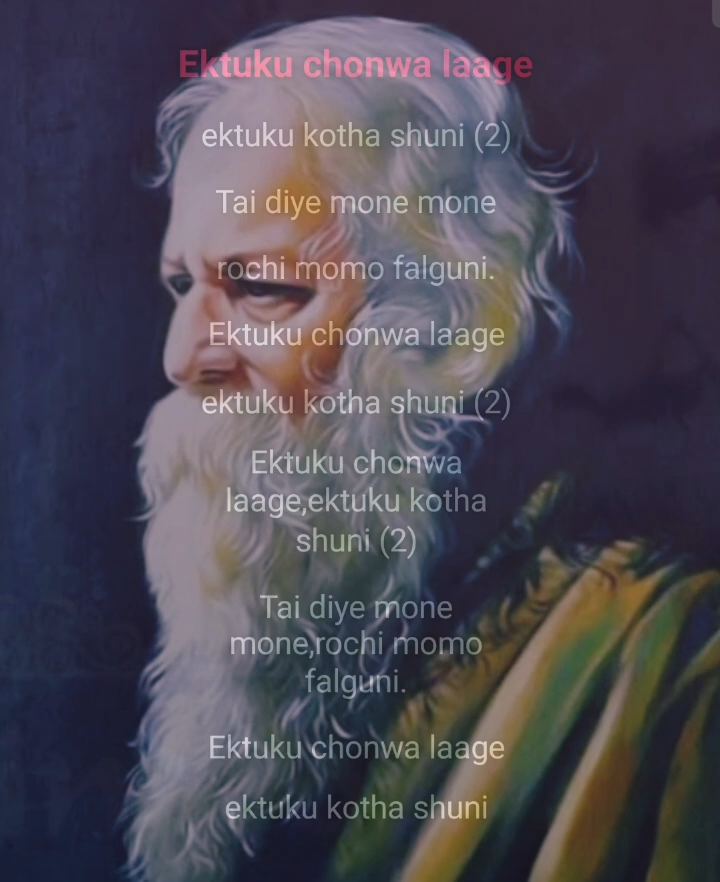 Ektuku chonwa laage
ektuku kotha shuni (2)
Tai diye mone mone
rochi momo falguni.
Ektuku chonwa laage
ektuku kotha shuni (2)
Ektuku chonwa
laage,ektuku kotha
shuni (2)
Tai diye mone
mone,rochi momo
falguni.
Ektuku chonwa laage
ektuku kotha shuni